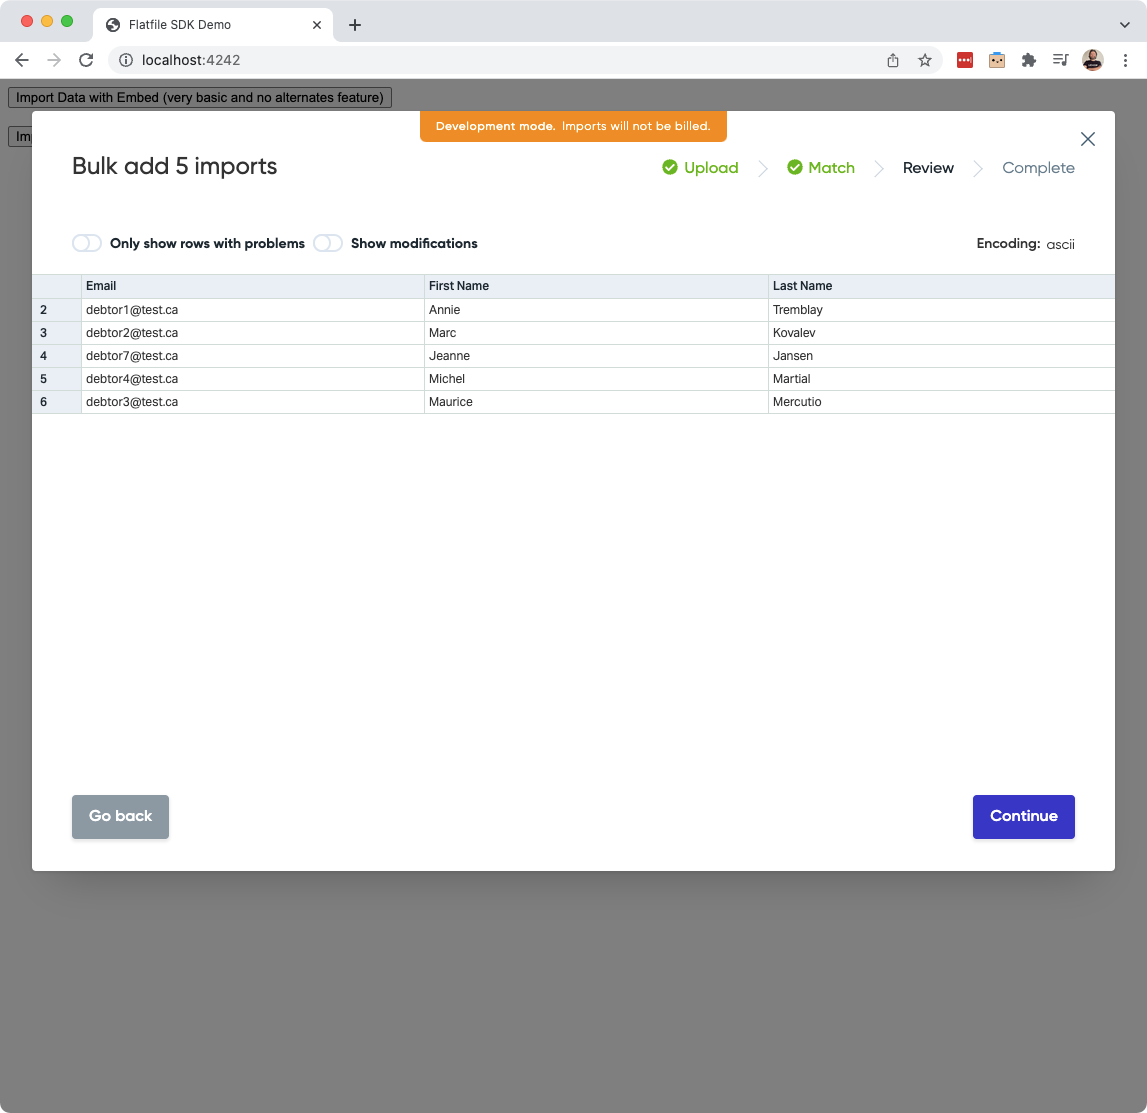 Flatfile SDK Demo
localhost:4242
Import Data with Embed (very basic and no alternates feature)
Development mode. Imports will not be billed.
Bulk add 5 imports
Upload
Match
Review
Complete
Only show rows with problems
Show modifications
Encoding: ascii
Email First Name Last Name
2 debtor1@test.ca Annie Tremblay
3 debtor2@test.ca Marc Kovalev
4 debtor7@test.ca Jeanne Jansen
5 debtor4@test.ca Michel Martial
6 debtor3@test.ca Maurice Mercutio
Go back
Continue